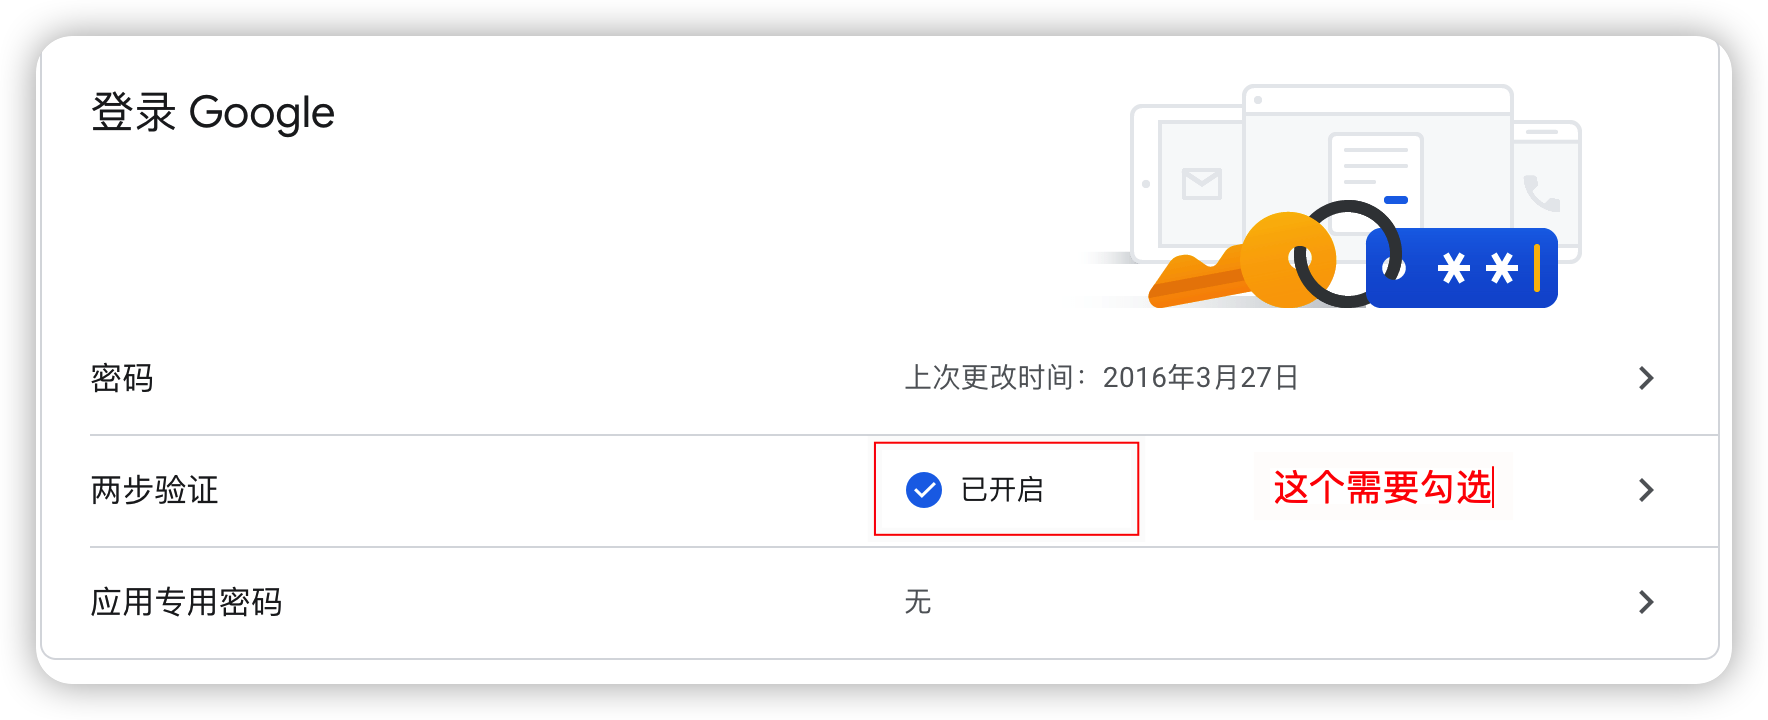 登录 Google
**
密码
上次更改时间：2016年3月27日
两步验证
已开启
这个需要勾选
应用专用密码
无